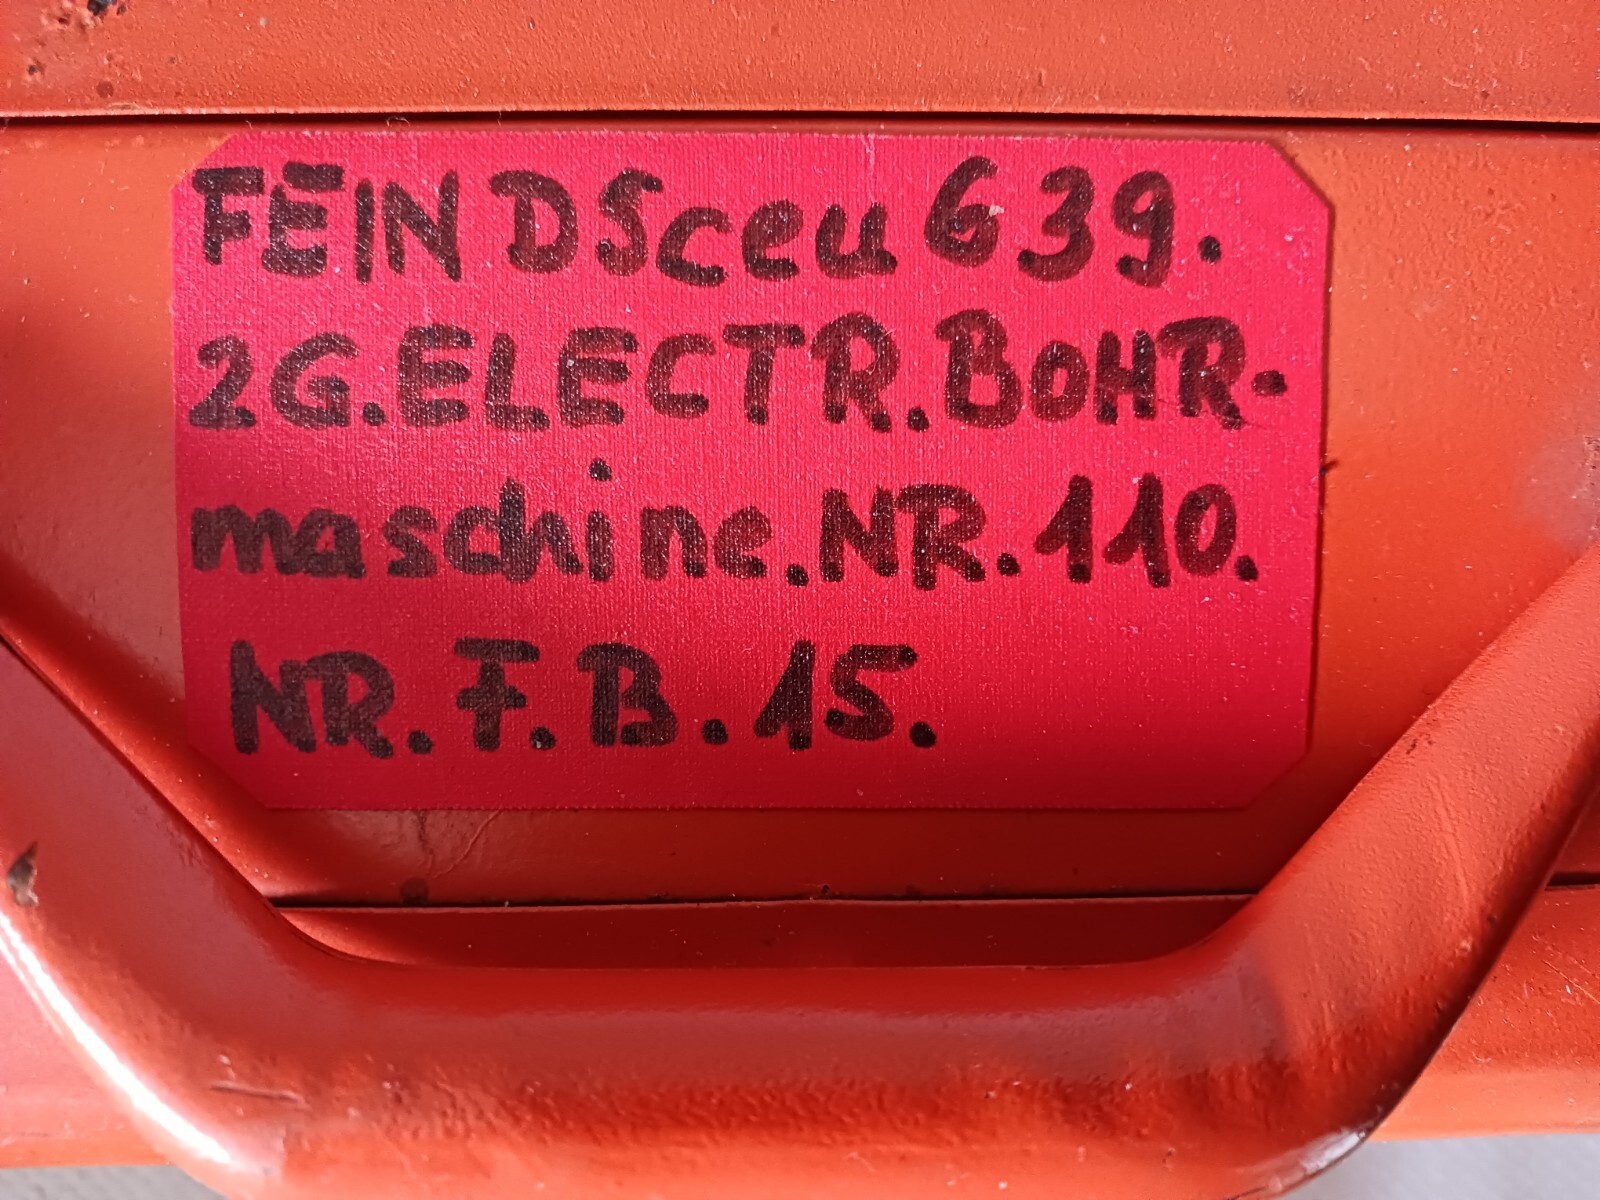 FEIN DSceu 639.
2G.ELECTR.BOHR-
maschine.NR.110.
NR.F.B.15.